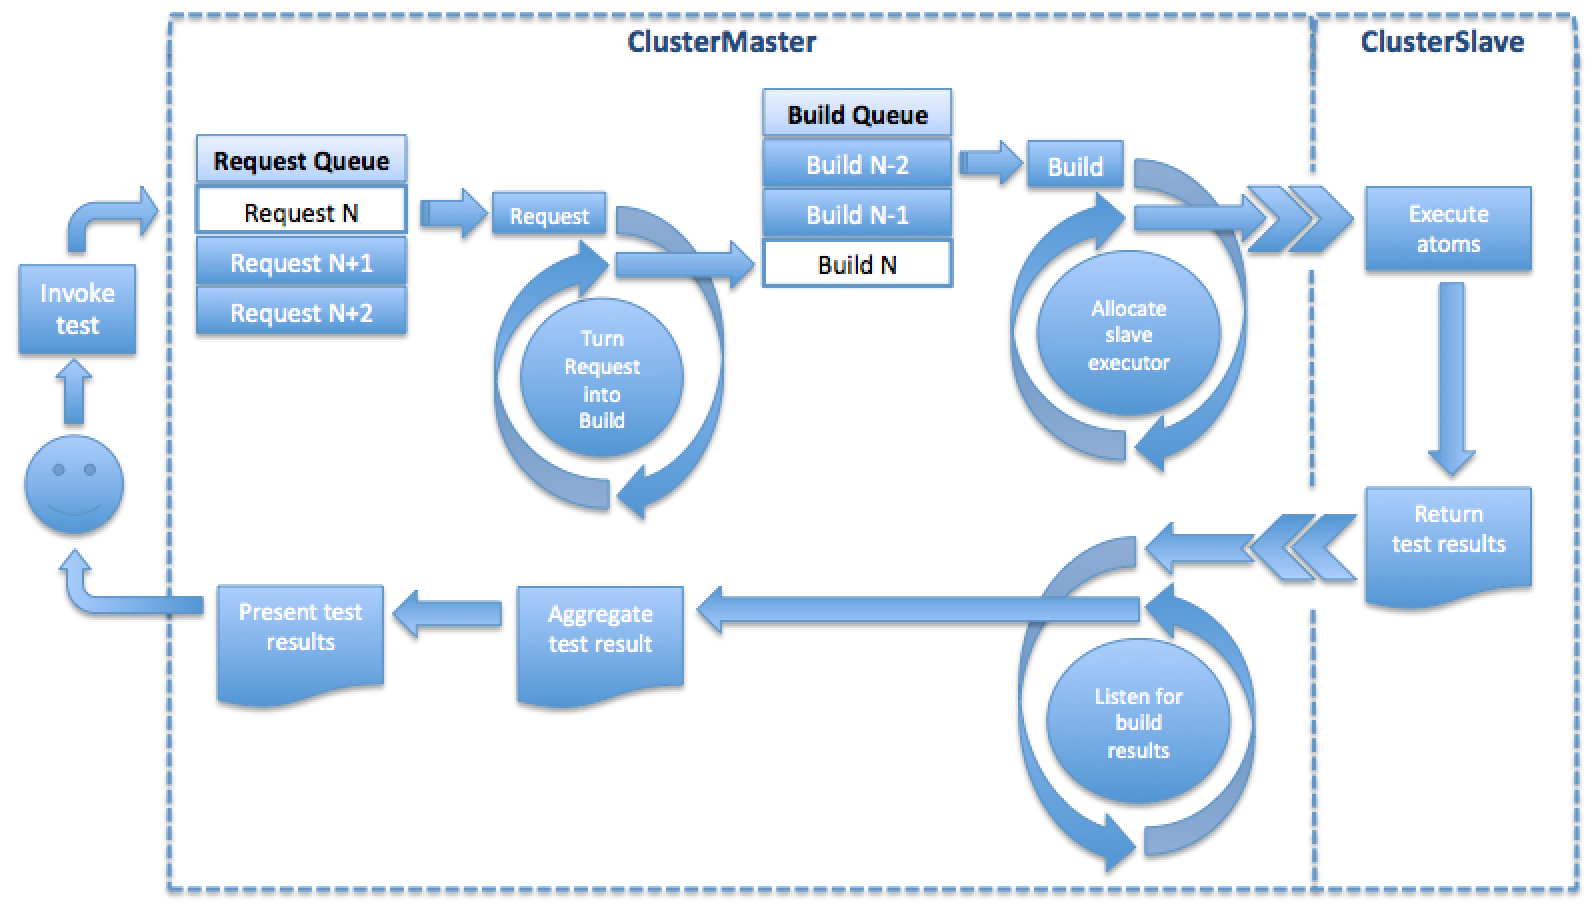 ClusterMaster
ClusterSlave
Request Queue
Request N
Request N+1
Request N+2
Invoke
test
Request
Turn
Request
into
Build
Build Queue
Build N-2
Build N-1
Build N
Build
Allocate
slave
executor
Execute
atoms
Return
test results
Listen for
build
results
Aggregate
test result
Present test
results